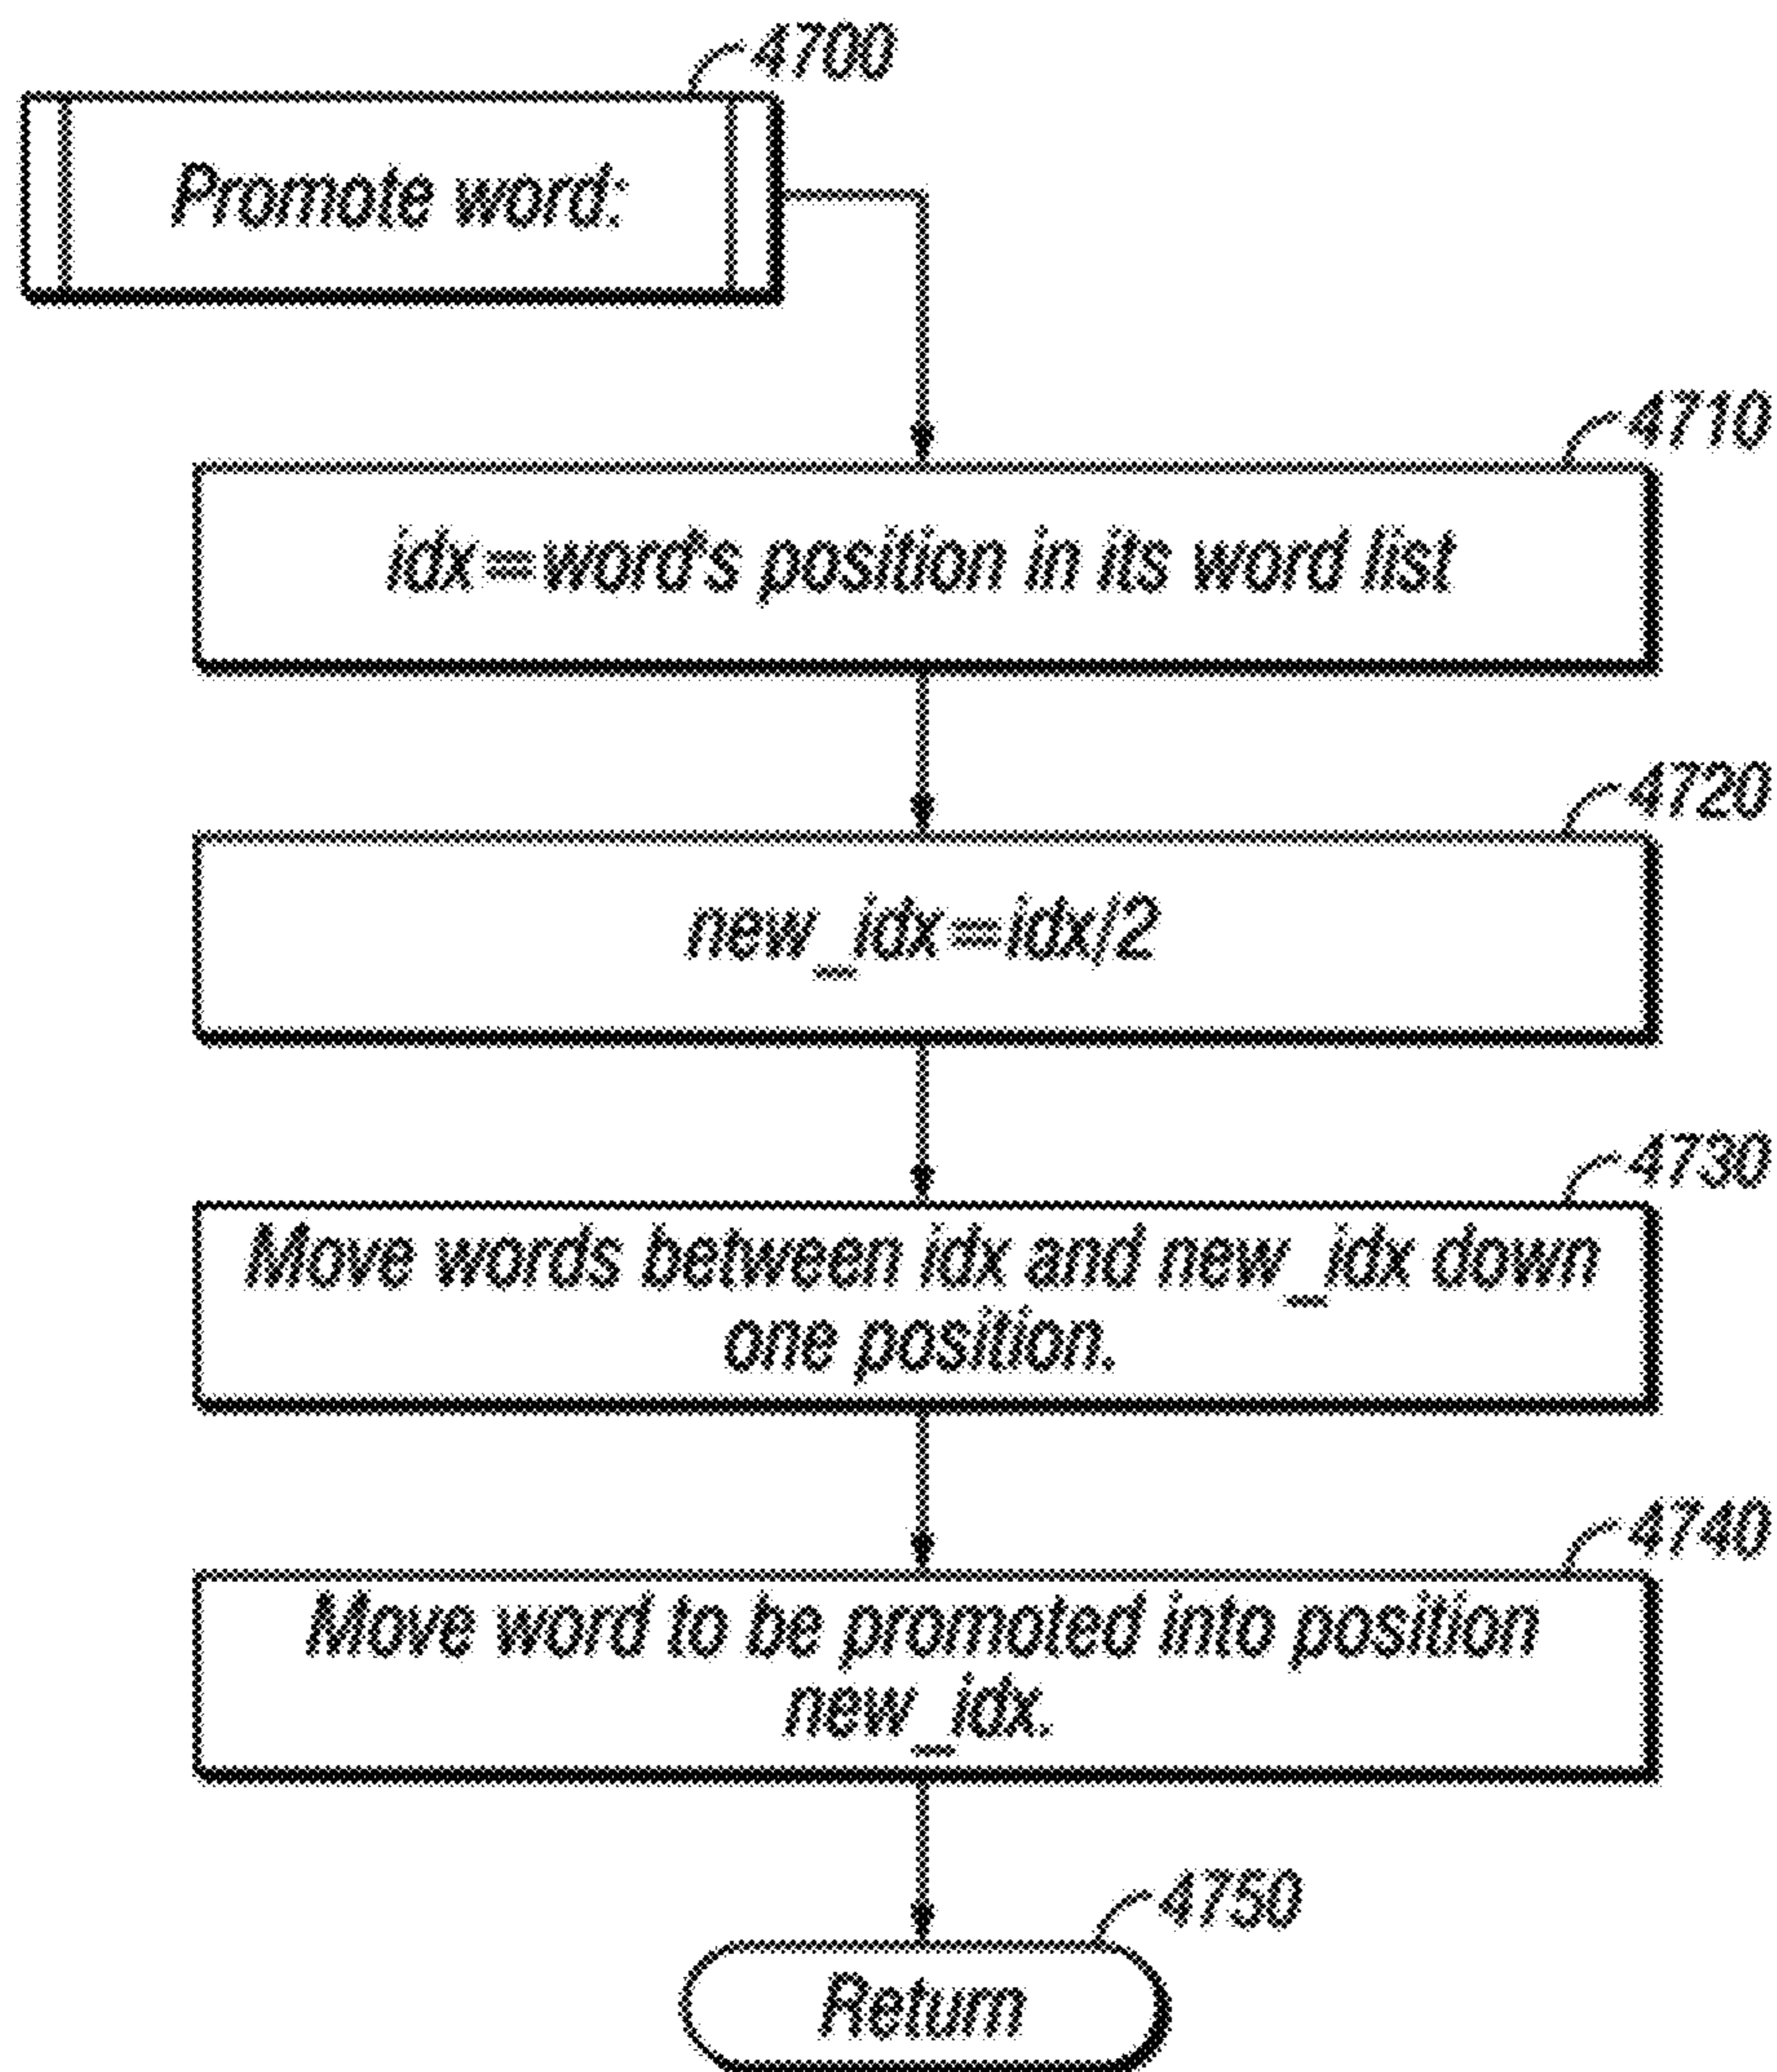 4700
Promote word:
4710
idx=word's position in its word list
4720
new_idx=idx/2
4730
Move words between idx and new_idx down
one position.
4740
Move word to be promoted into position
new_idx.
4750
Return